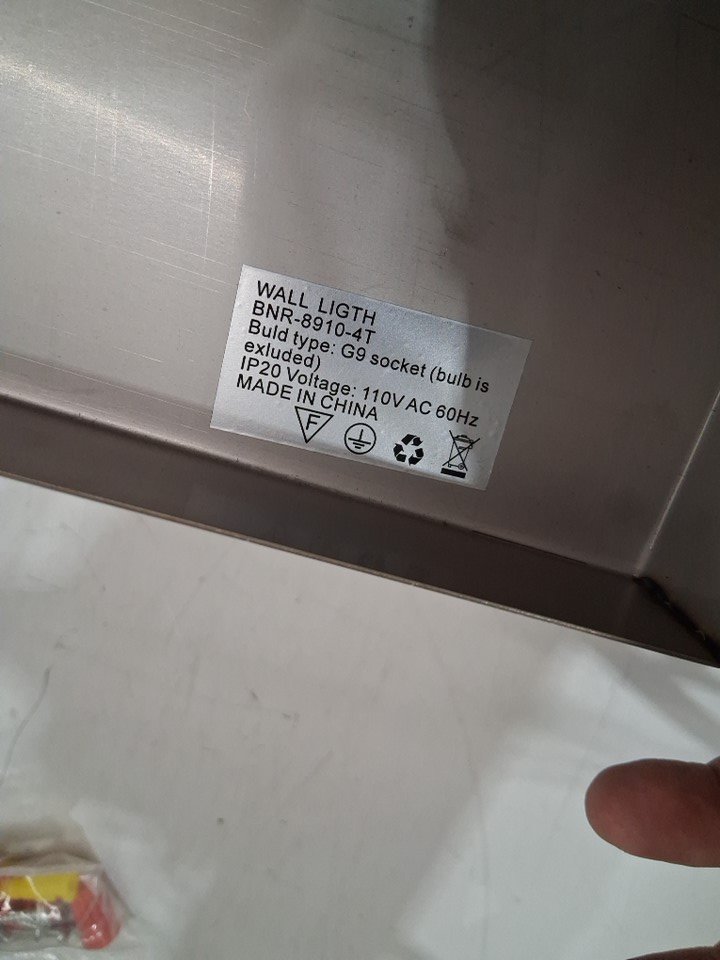 WALL LIGTH
BNR-8910-4T
Buld type: G9 socket (bulb is
exluded)
IP20 Voltage: 110V AC 60Hz
MADE IN CHINA
F